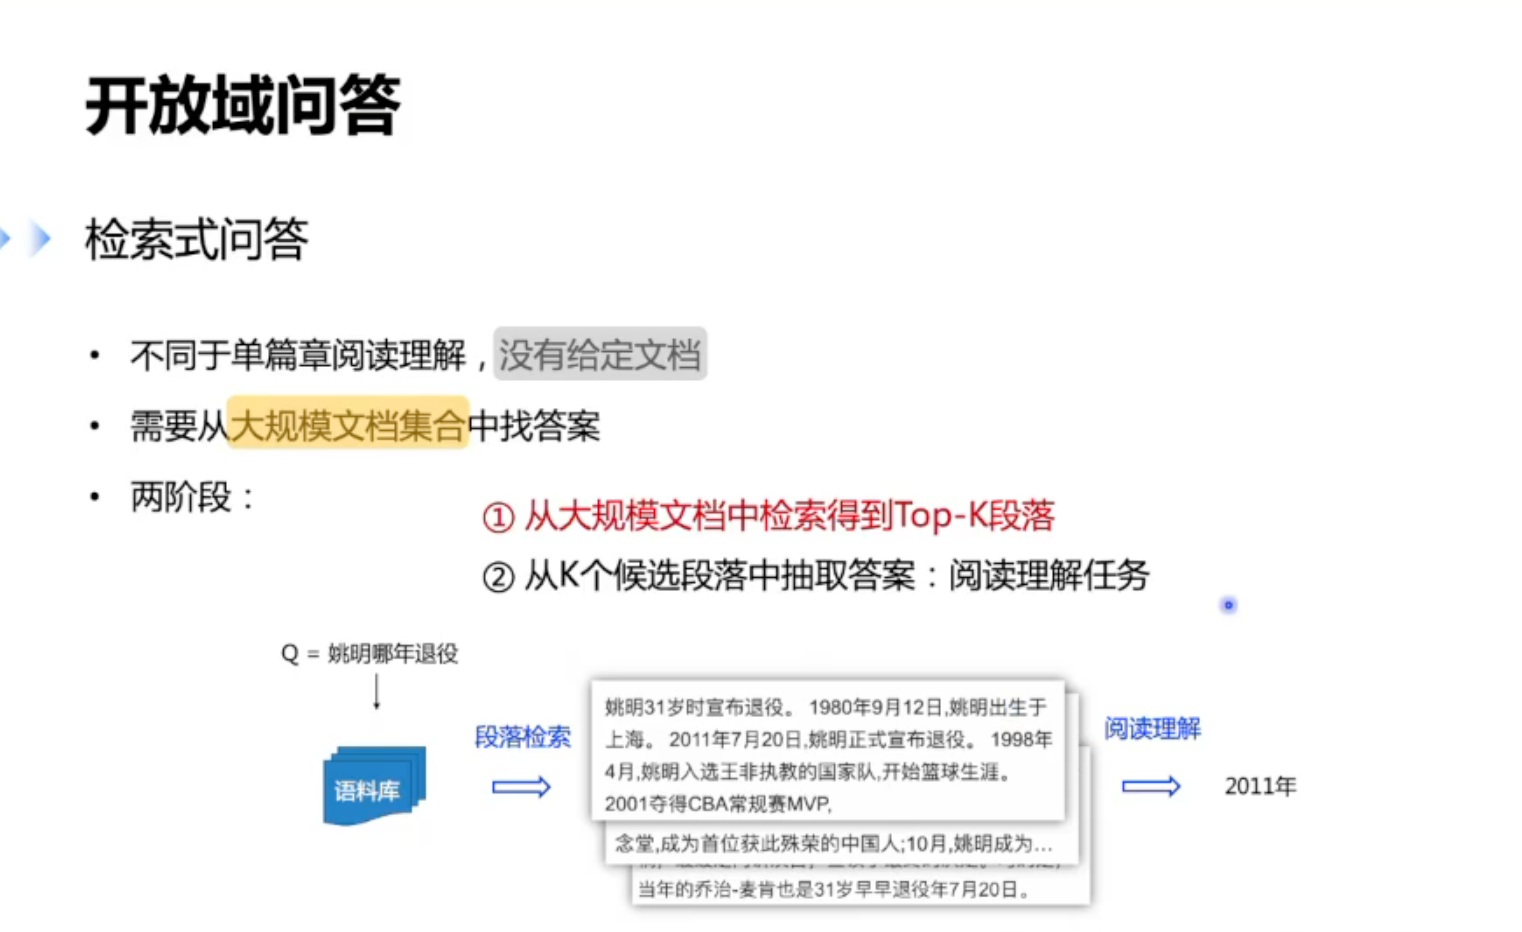 开放域问答
检索式问答
• 不同于单篇章阅读理解，没有给定文档
• 需要从大规模文档集合中找答案
• 两阶段：
① 从大规模文档中检索得到Top-K段落
② 从K个候选段落中抽取答案：阅读理解任务
Q = 姚明哪年退役
语料库
段落检索
姚明31岁时宣布退役。 1980年9月12日,姚明出生于
上海。 2011年7月20日,姚明正式宣布退役。 1998年
4月,姚明入选王非执教的国家队,开始篮球生涯。
2001夺得CBA常规赛MVP,
念堂,成为首位获此殊荣的中国人;10月,姚明成为...
当年的乔治-麦肯也是31岁早早退役年7月20日。
阅读理解
2011年